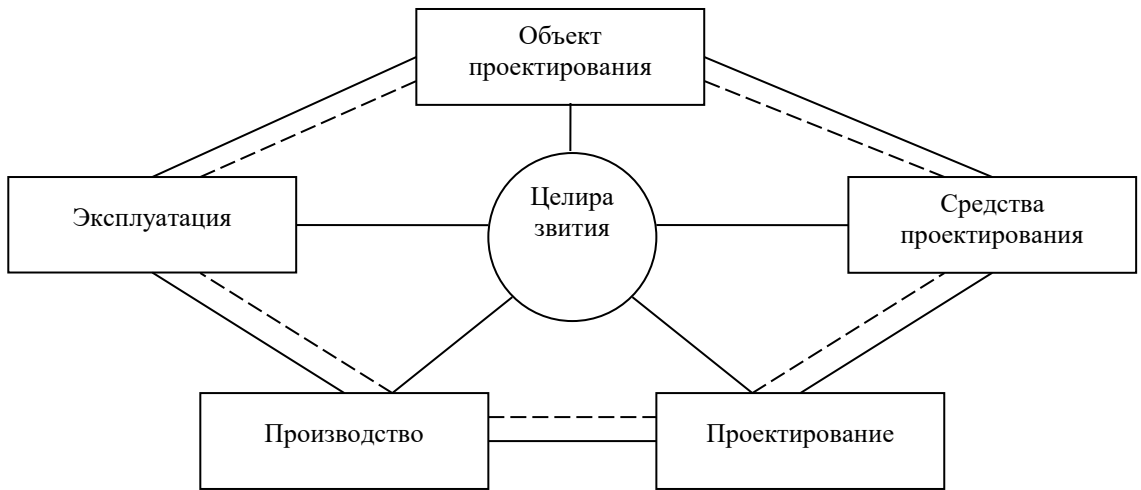 Объект
проектирования
Целира
звития
Эксплуатация
Средства
проектирования
Производство
Проектирование